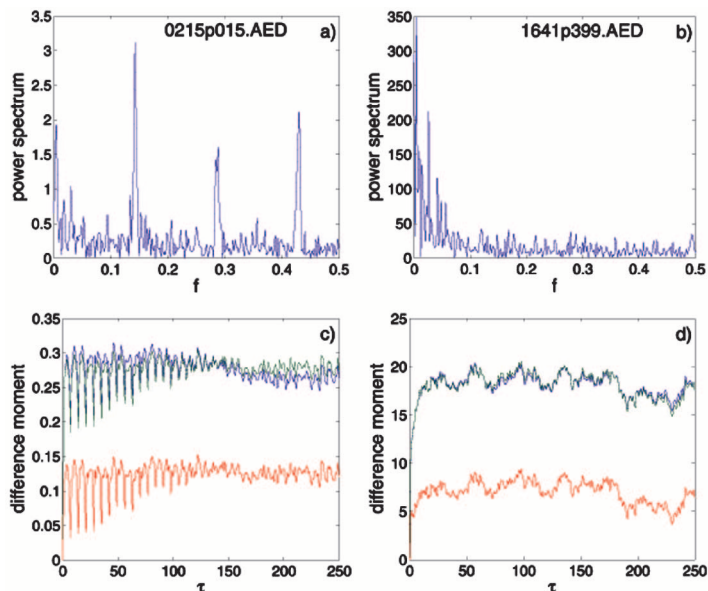 0215p015.AED a)
power spectrum
3.5
3
2.5
2
1.5
1
0.5
0
0 0.1 0.2 0.3 0.4 0.5
f
1641p399.AED b)
power spectrum
350
300
250
200
150
100
50
0
0 0.1 0.2 0.3 0.4 0.5
f
c)
difference moment
0.35
0.3
0.25
0.2
0.15
0.1
0.05
0
0 50 100 150 200 250
τ
d)
difference moment
25
20
15
10
5
0
0 50 100 150 200 250
τ